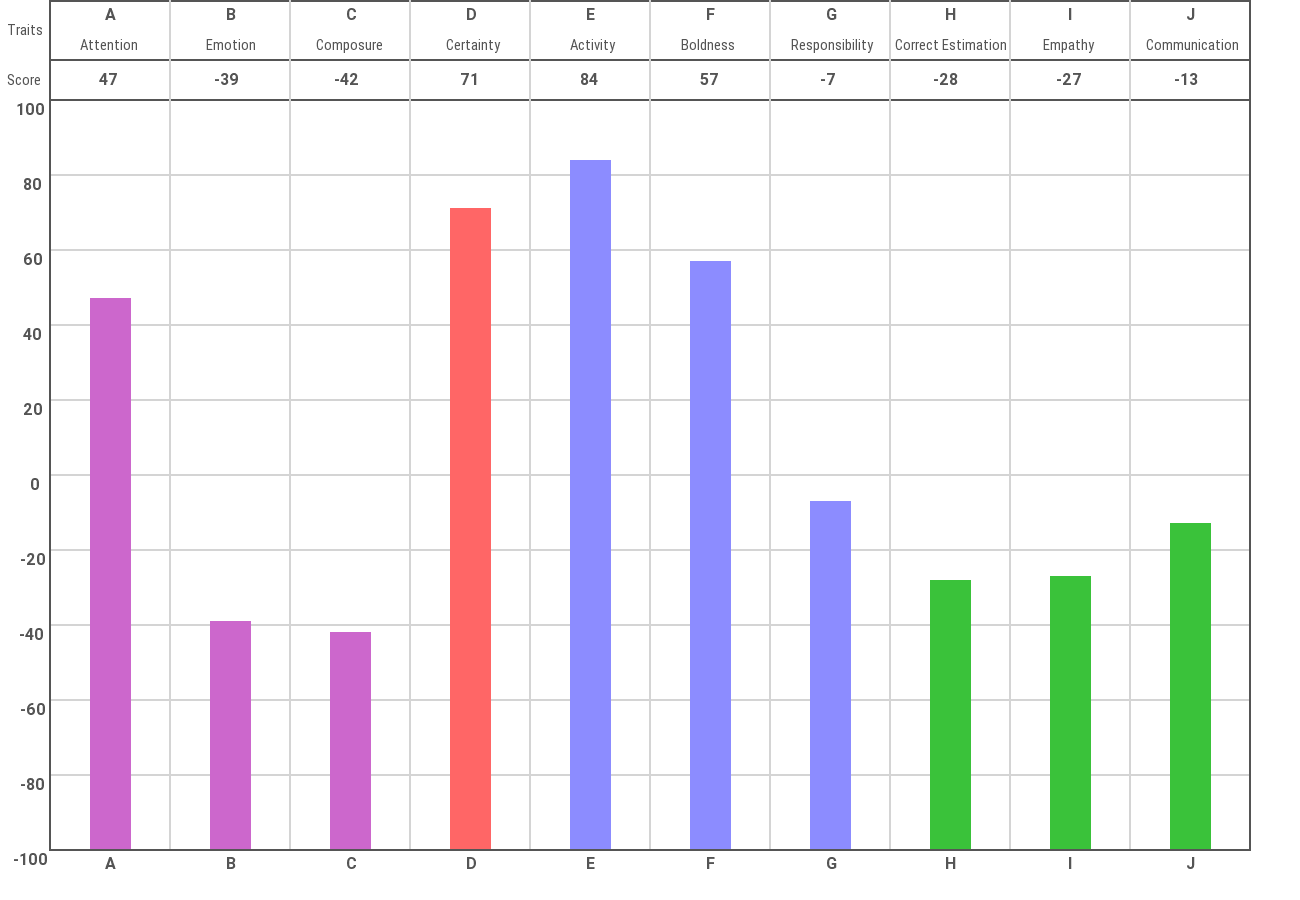 Traits A B C D E F G H I J
Attention Emotion Composure Certainty Activity Boldness Responsibility Correct Estimation Empathy Communication
Score 47 -39 -42 71 84 57 -7 -28 -27 -13
100
80
60
40
20
0
-20
-40
-60
-80
-100
A B C D E F G H I J